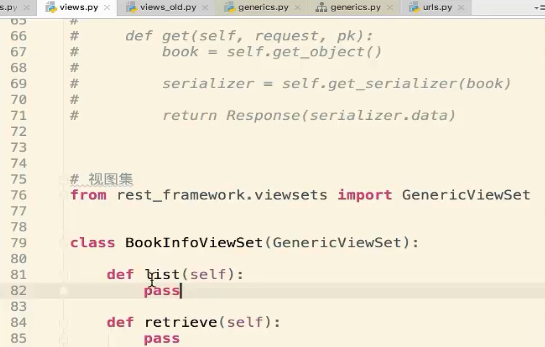 s.py views.py views_old.py generics.py generics.py urls.py
65 #
66 # def get(self, request, pk):
67 # book = self.get_object()
68 #
69 # serializer = self.get_serializer(book)
70 #
71 # return Response(serializer.data)
72
73
74
75 # 视图集
76 from rest_framework.viewsets import GenericViewSet
77
78
79 class BookInfoViewSet(GenericViewSet):
80
81 def list(self):
82 pass
83
84 def retrieve(self):
85 pass